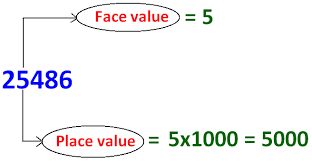 Face value = 5
25486
Place value = 5x1000 = 5000